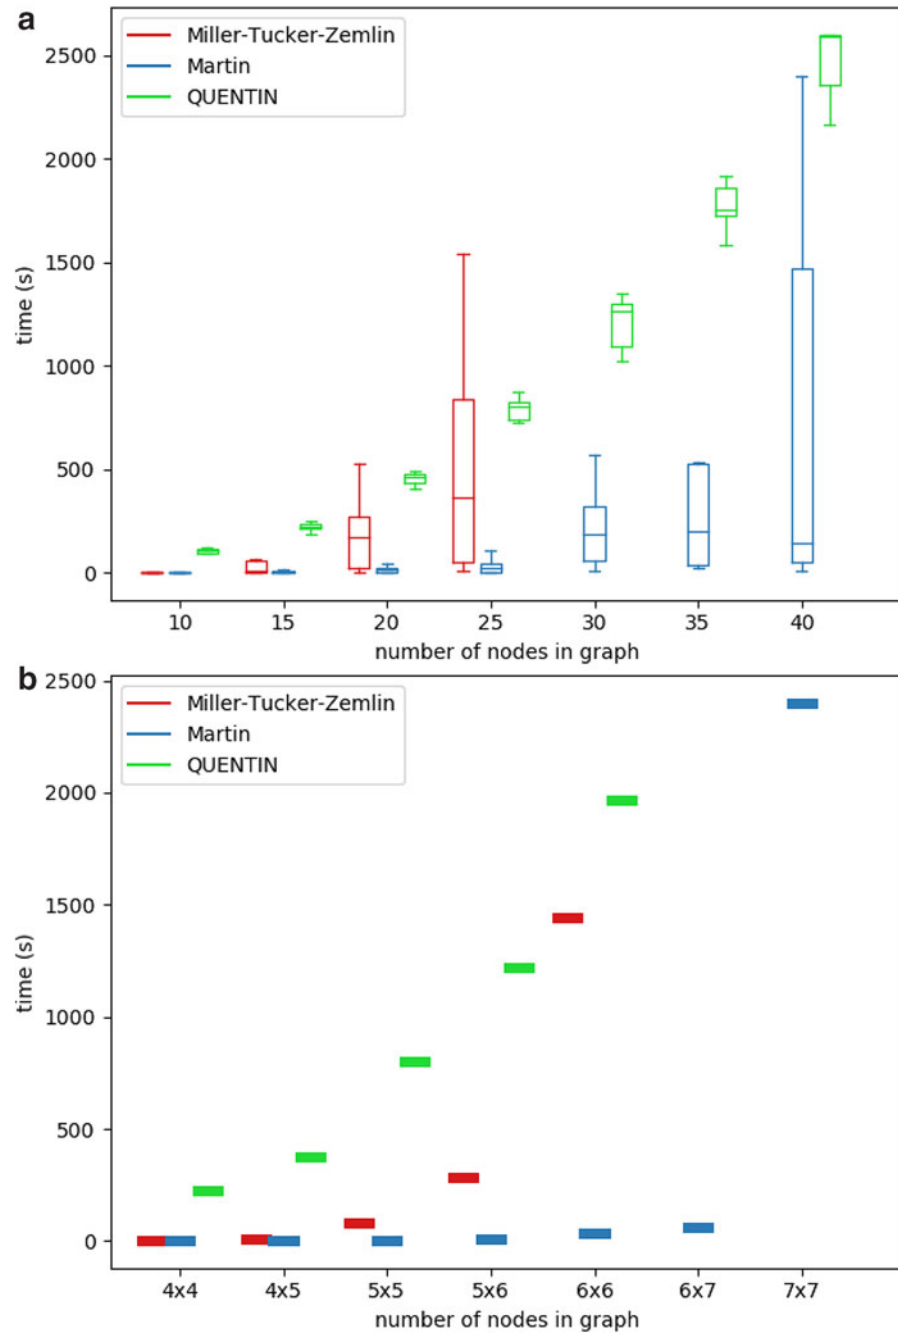 a
Miller-Tucker-Zemlin
Martin
QUENTIN
2500
2000
1500
1000
500
0
time (s)
10 15 20 25 30 35 40
number of nodes in graph
b
Miller-Tucker-Zemlin
Martin
QUENTIN
2500
2000
1500
1000
500
0
time (s)
4x4 4x5 5x5 5x6 6x6 6x7 7x7
number of nodes in graph